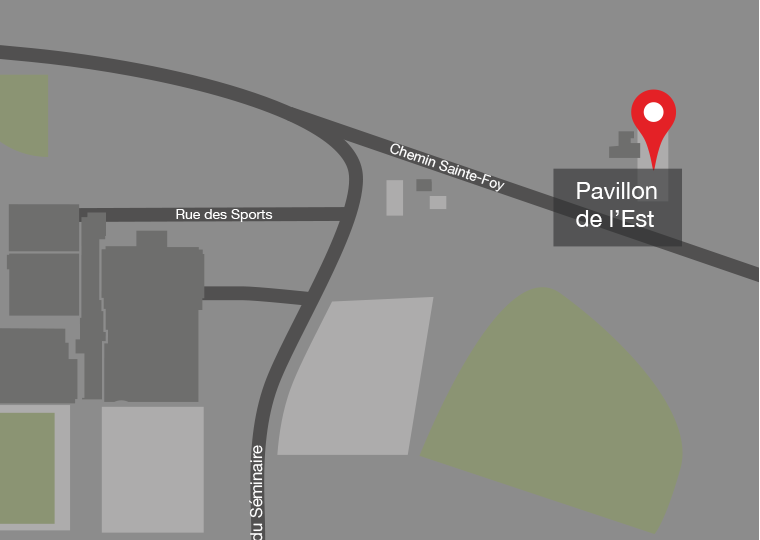 Chemin Sainte-Foy
Pavillon
de l’Est
Rue des Sports
du Séminaire